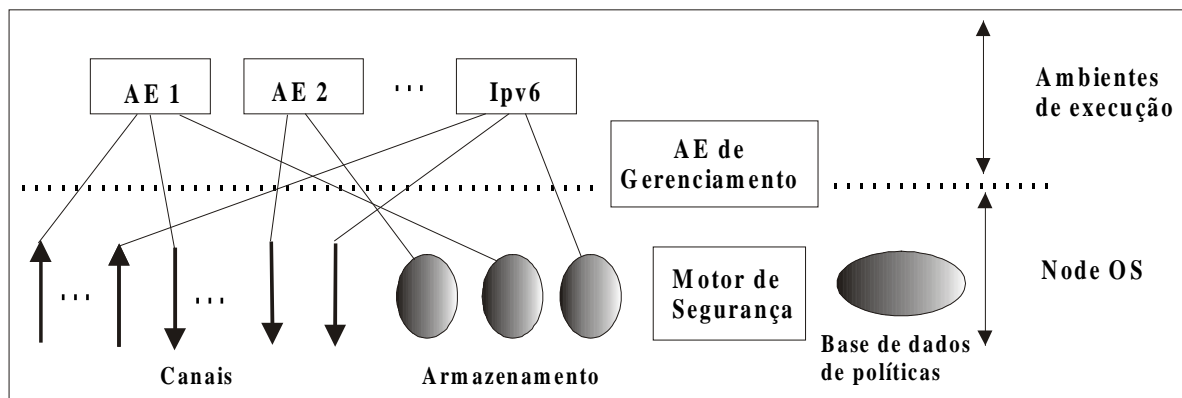 AE 1
AE 2
...
Ipv6
Ambientes
de execução
AE de
Gerenciamento
Motor de
Segurança
Node OS
...
...
Base de dados
de políticas
Canais
Armazenamento